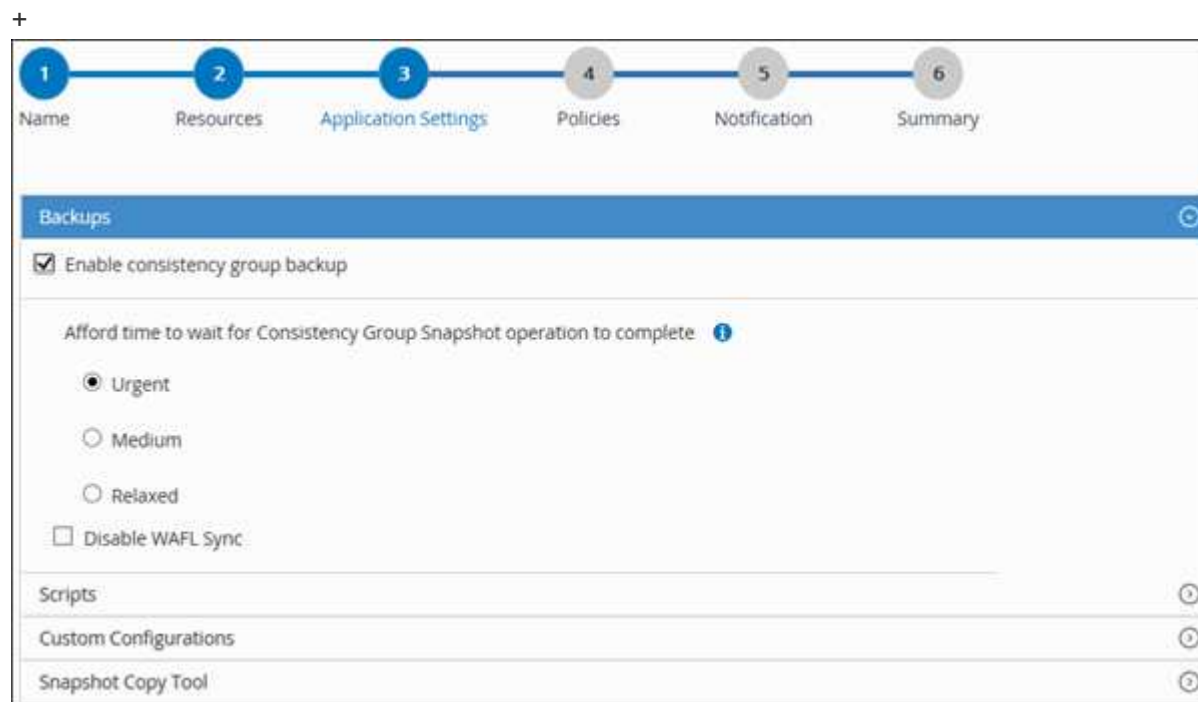 +
1 2 3 4 5 6
Name Resources Application Settings Policies Notification Summary
Backups
Enable consistency group backup
Afford time to wait for Consistency Group Snapshot operation to complete
Urgent
Medium
Relaxed
Disable WAFL Sync
Scripts
Custom Configurations
Snapshot Copy Tool